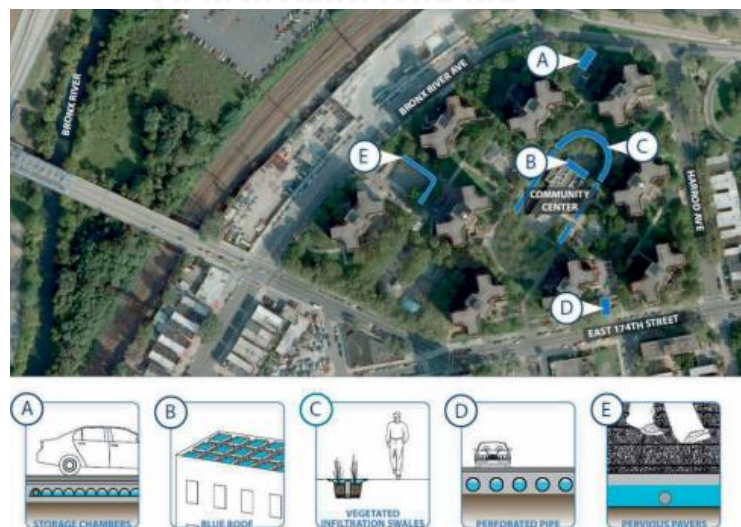 A
BRONX RIVER AVE
BRONX RIVER
E
B
C
COMMUNITY
CENTER
HARROD AVE
D
EAST 174TH STREET
A
B
C
D
E
STORAGE CHAMBERS
BLUE ROOF
VEGETATED
INFILTRATION SWALES
PERFORATED PIPE
PERVIOUS PAVERS